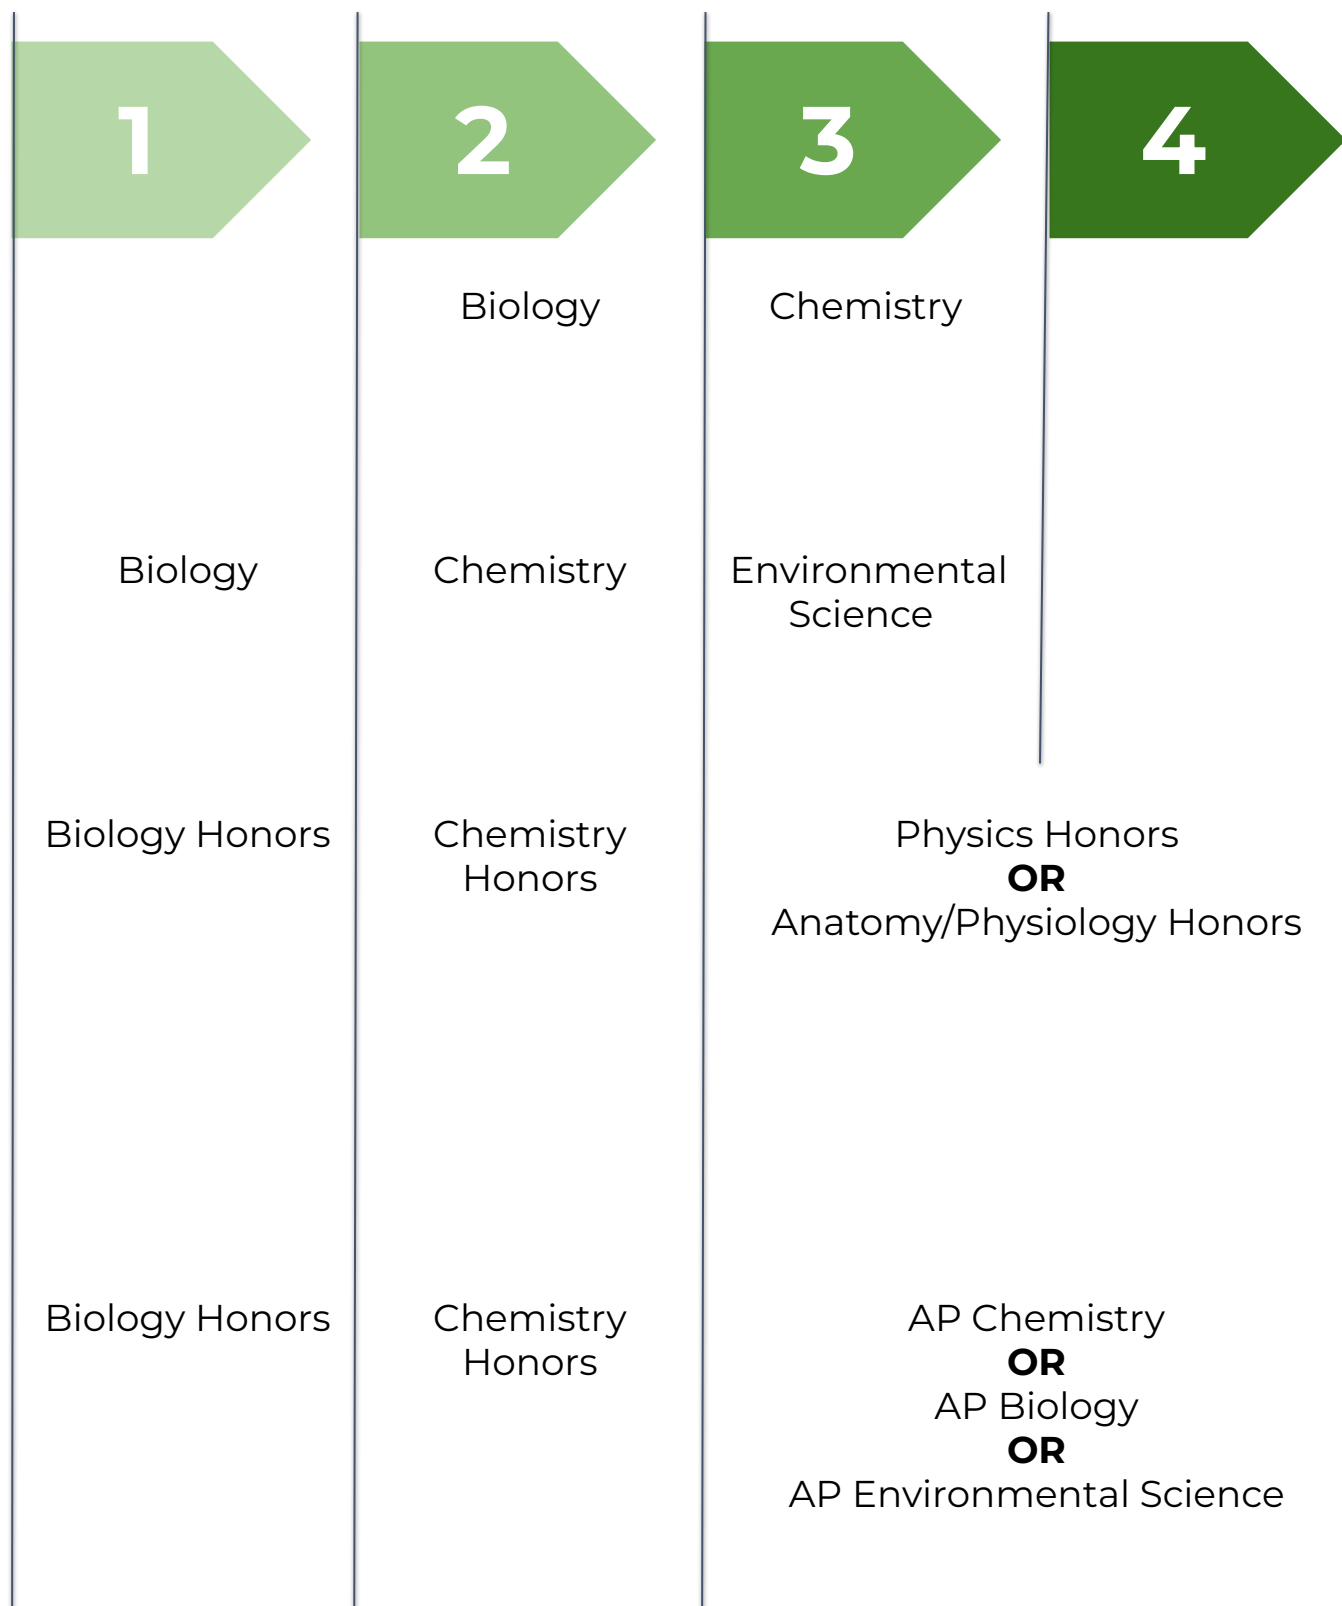 1
2
3
4
Biology
Chemistry
Biology
Chemistry
Environmental
Science
Biology Honors
Chemistry
Honors
Physics Honors
OR
Anatomy/Physiology Honors
Biology Honors
Chemistry
Honors
AP Chemistry
OR
AP Biology
OR
AP Environmental Science